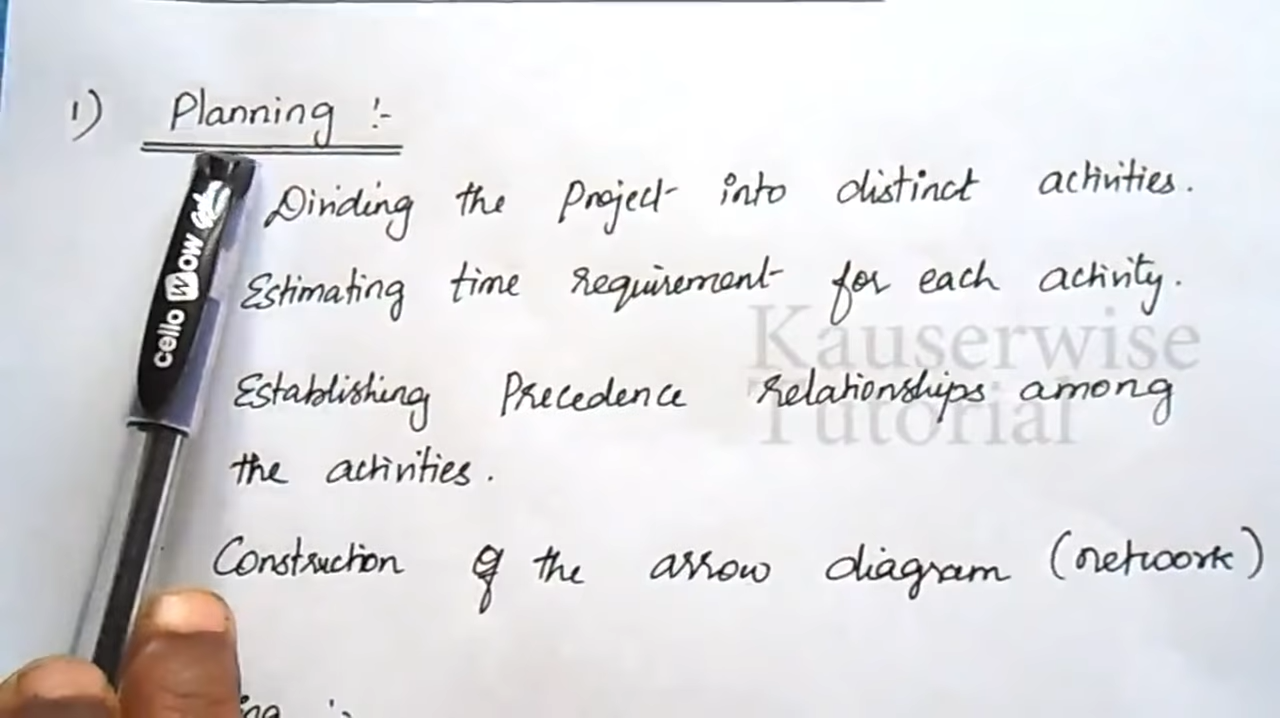 1) Planning :-
Dividing the Project into distinct activities.
Estimating time requirement for each activity.
Establishing Precedence relationships among
the activities.
Construction of the arrow diagram (network)
cello WOW
Kauserwise
Tutorial